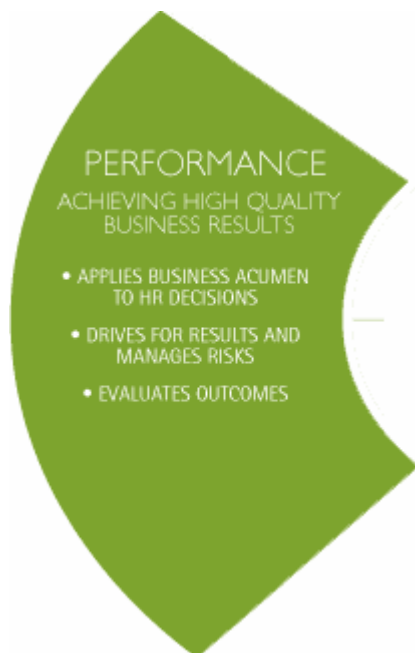 PERFORMANCE
ACHIEVING HIGH QUALITY
BUSINESS RESULTS
• APPLIES BUSINESS ACUMEN
TO HR DECISIONS
• DRIVES FOR RESULTS AND
MANAGES RISKS
• EVALUATES OUTCOMES